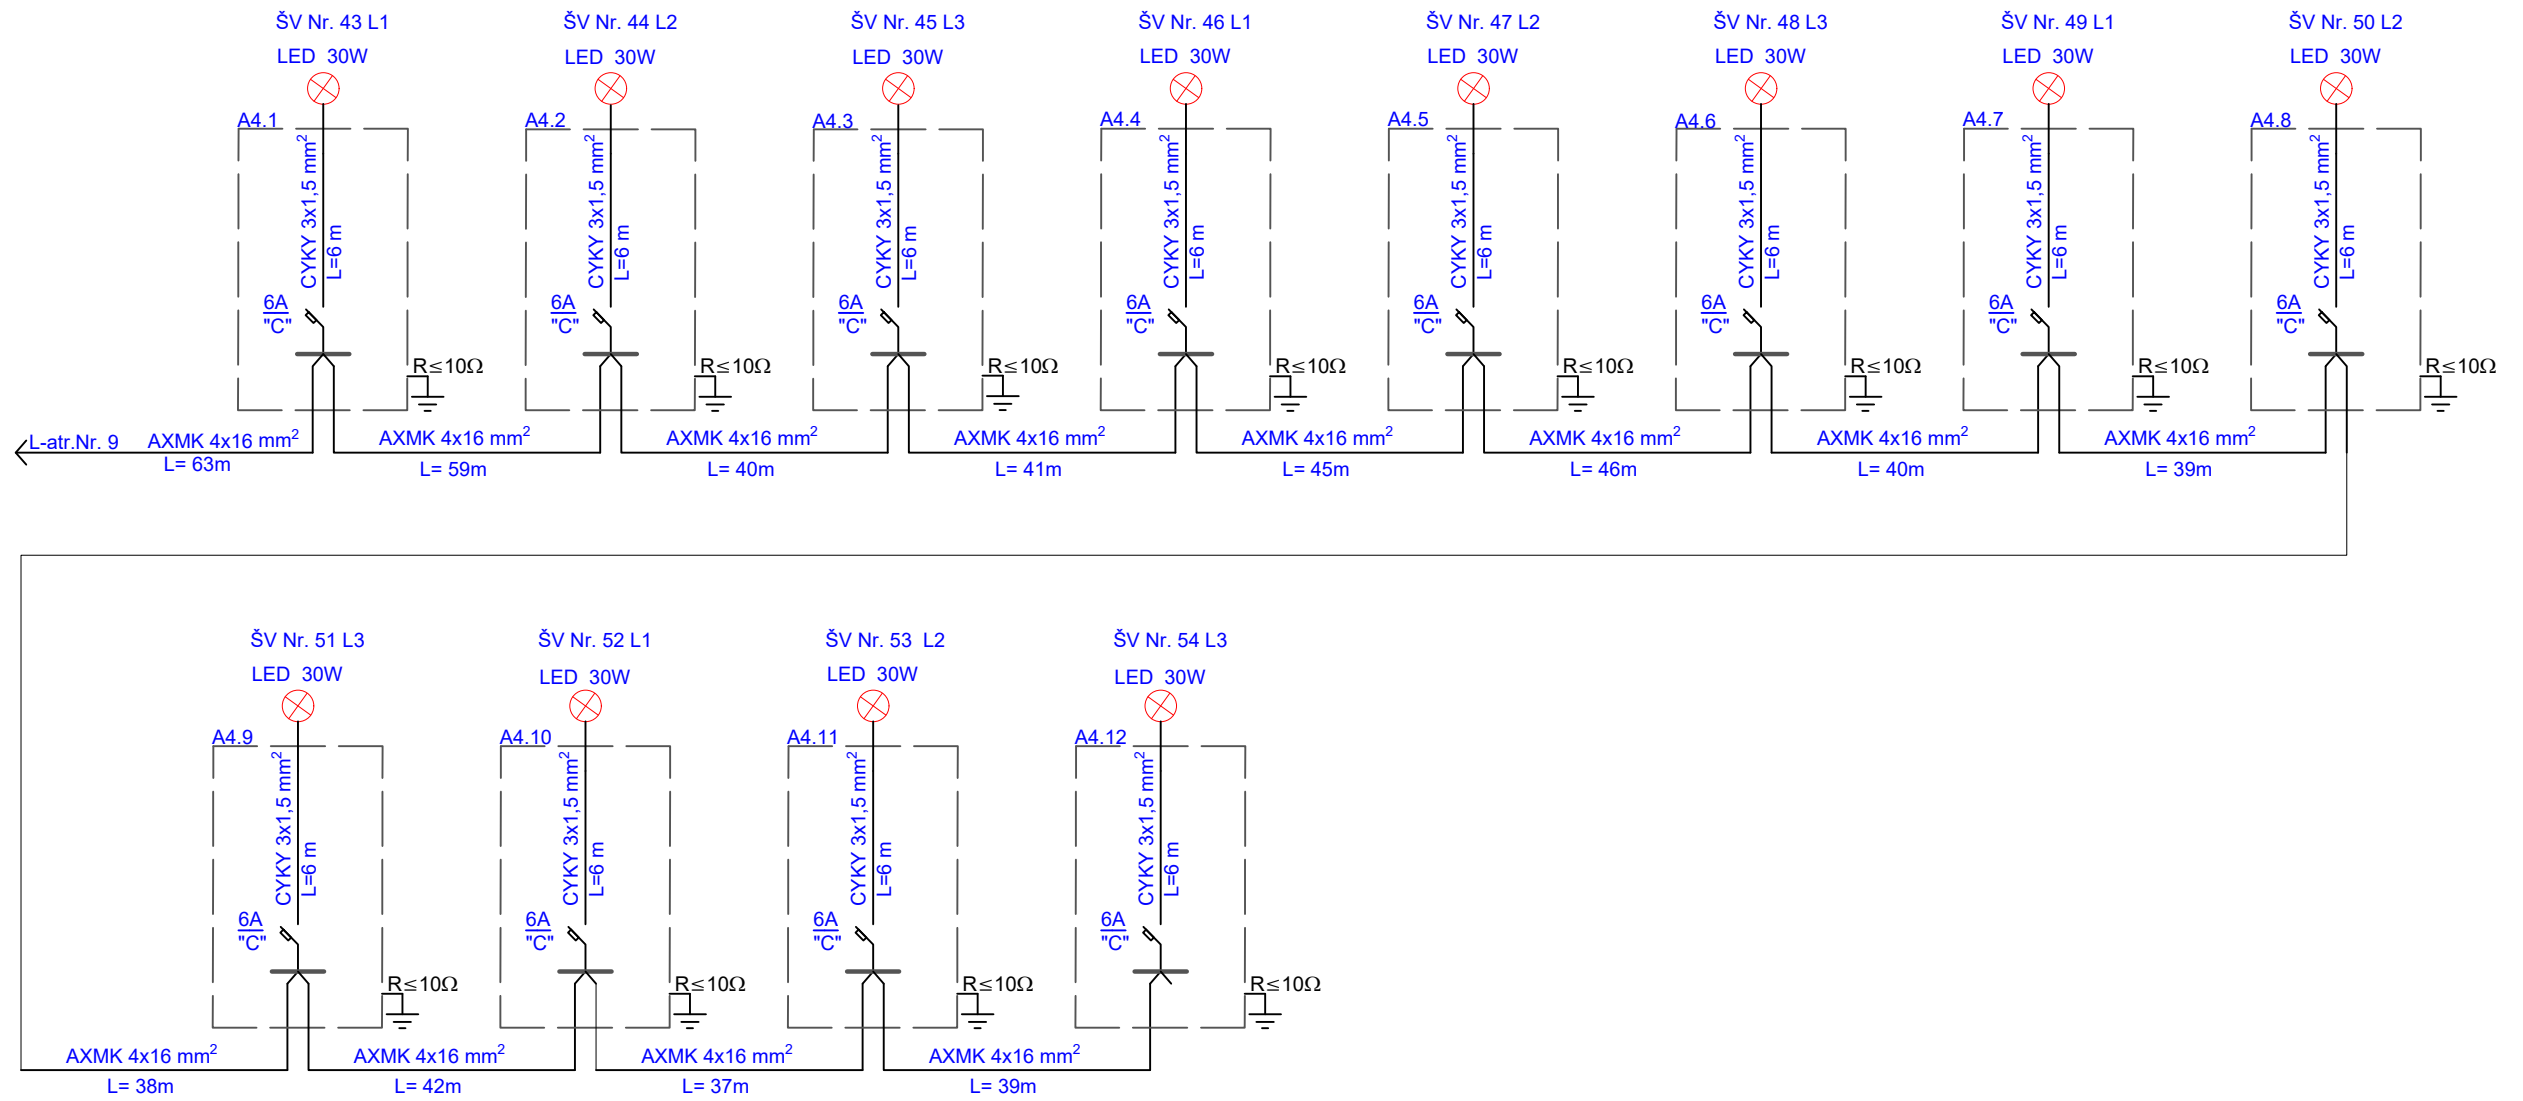 ŠV Nr. 43 L1
LED 30W
A4.1
CYKY 3x1,5 mm²
L=6 m
6A
"C"
R≤10Ω
ŠV Nr. 44 L2
LED 30W
A4.2
CYKY 3x1,5 mm²
L=6 m
6A
"C"
R≤10Ω
ŠV Nr. 45 L3
LED 30W
A4.3
CYKY 3x1,5 mm²
L=6 m
6A
"C"
R≤10Ω
ŠV Nr. 46 L1
LED 30W
A4.4
CYKY 3x1,5 mm²
L=6 m
6A
"C"
R≤10Ω
ŠV Nr. 47 L2
LED 30W
A4.5
CYKY 3x1,5 mm²
L=6 m
6A
"C"
R≤10Ω
ŠV Nr. 48 L3
LED 30W
A4.6
CYKY 3x1,5 mm²
L=6 m
6A
"C"
R≤10Ω
ŠV Nr. 49 L1
LED 30W
A4.7
CYKY 3x1,5 mm²
L=6 m
6A
"C"
R≤10Ω
ŠV Nr. 50 L2
LED 30W
A4.8
CYKY 3x1,5 mm²
L=6 m
6A
"C"
R≤10Ω
L-atr.Nr. 9
AXMK 4x16 mm²
L= 63m
AXMK 4x16 mm²
L= 59m
AXMK 4x16 mm²
L= 40m
AXMK 4x16 mm²
L= 41m
AXMK 4x16 mm²
L= 45m
AXMK 4x16 mm²
L= 46m
AXMK 4x16 mm²
L= 40m
AXMK 4x16 mm²
L= 39m
ŠV Nr. 51 L3
LED 30W
A4.9
CYKY 3x1,5 mm²
L=6 m
6A
"C"
R≤10Ω
ŠV Nr. 52 L1
LED 30W
A4.10
CYKY 3x1,5 mm²
L=6 m
6A
"C"
R≤10Ω
ŠV Nr. 53 L2
LED 30W
A4.11
CYKY 3x1,5 mm²
L=6 m
6A
"C"
R≤10Ω
ŠV Nr. 54 L3
LED 30W
A4.12
CYKY 3x1,5 mm²
L=6 m
6A
"C"
R≤10Ω
AXMK 4x16 mm²
L= 38m
AXMK 4x16 mm²
L= 42m
AXMK 4x16 mm²
L= 37m
AXMK 4x16 mm²
L= 39m